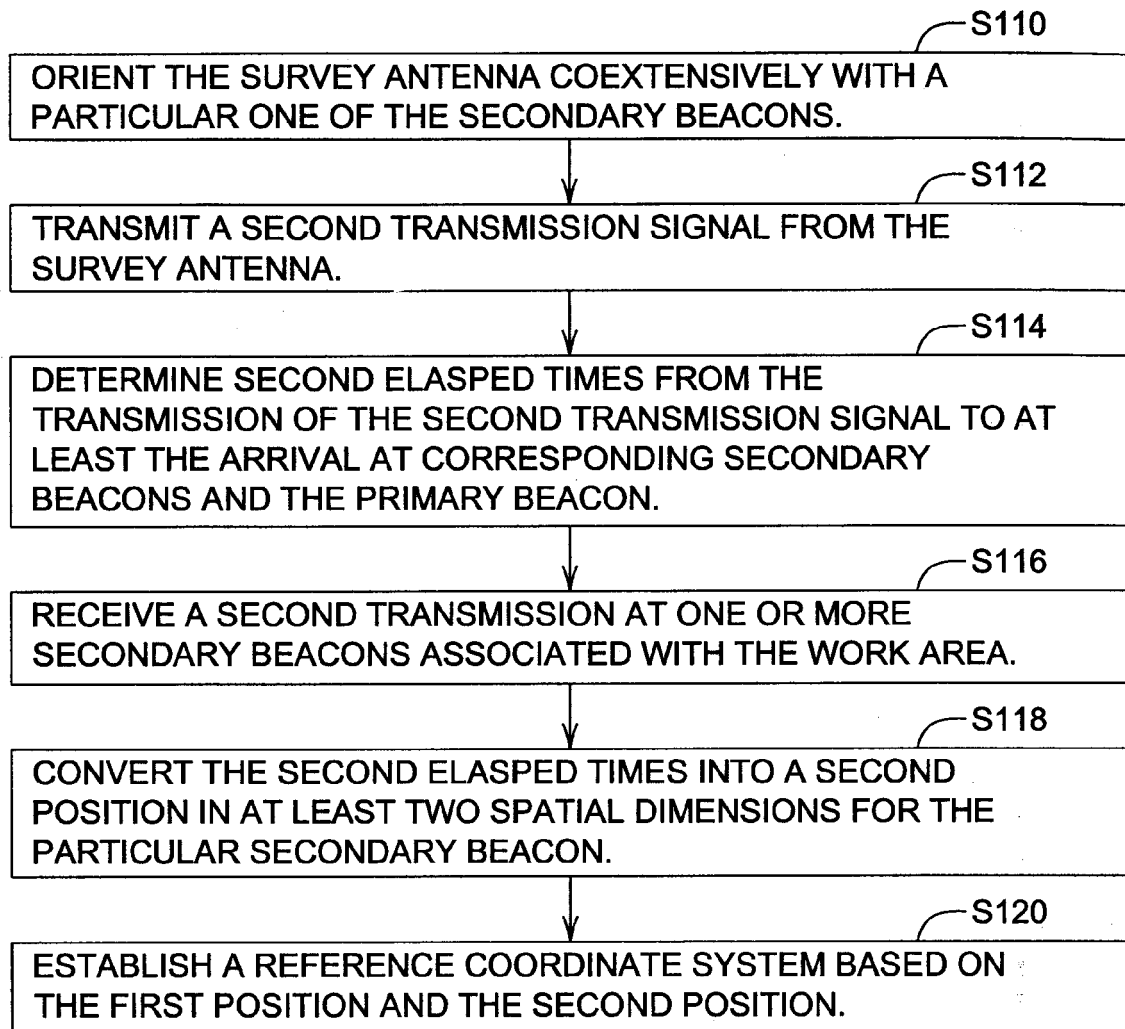 S110
ORIENT THE SURVEY ANTENNA COEXTENSIVELY WITH A
PARTICULAR ONE OF THE SECONDARY BEACONS.
S112
TRANSMIT A SECOND TRANSMISSION SIGNAL FROM THE
SURVEY ANTENNA.
S114
DETERMINE SECOND ELASPED TIMES FROM THE
TRANSMISSION OF THE SECOND TRANSMISSION SIGNAL TO AT
LEAST THE ARRIVAL AT CORRESPONDING SECONDARY
BEACONS AND THE PRIMARY BEACON.
S116
RECEIVE A SECOND TRANSMISSION AT ONE OR MORE
SECONDARY BEACONS ASSOCIATED WITH THE WORK AREA.
S118
CONVERT THE SECOND ELASPED TIMES INTO A SECOND
POSITION IN AT LEAST TWO SPATIAL DIMENSIONS FOR THE
PARTICULAR SECONDARY BEACON.
S120
ESTABLISH A REFERENCE COORDINATE SYSTEM BASED ON
THE FIRST POSITION AND THE SECOND POSITION.